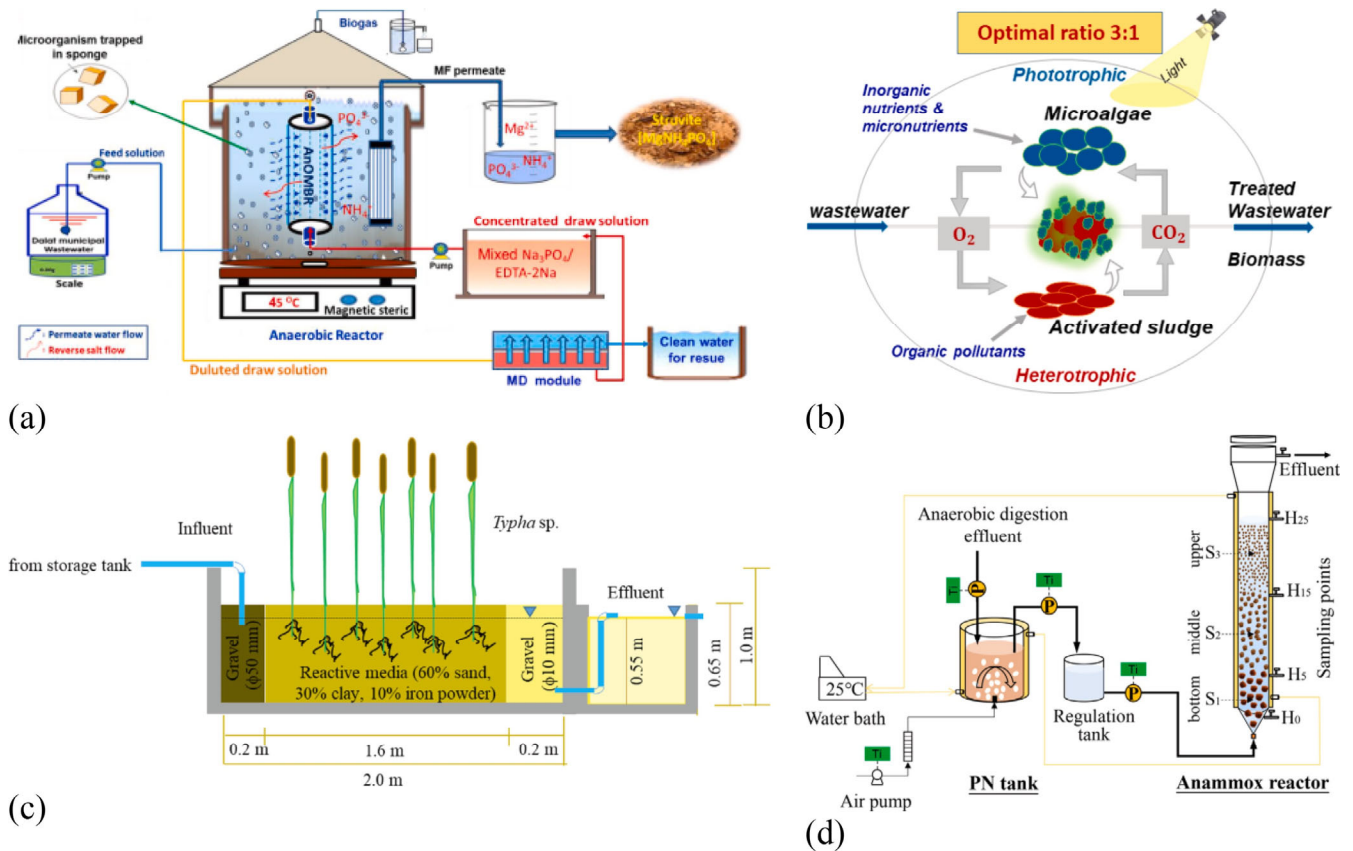 Biogas
Microorganism trapped
in sponge
MF permeate
PO₄³⁻
Mg²⁺
PO₄³⁻ NH₄⁺
Struvite
[MgNH₄PO₄]
Feed solution
Pump
AnOMBR
NH₄⁺
Dalat municipal
Wastewater
Scale
Concentrated draw solution
Mixed Na₃PO₄/
EDTA-2Na
Pump
45 °C
Magnetic steric
Anaerobic Reactor
: Permeate water flow
: Reverse salt flow
Duluted draw solution
MD module
Clean water
for resue
(a)
Optimal ratio 3:1
Phototrophic
Light
Inorganic
nutrients &
micronutrients
Microalgae
wastewater
O₂
CO₂
Treated
Wastewater
Biomass
Activated sludge
Organic pollutants
Heterotrophic
(b)
Influent
from storage tank
Typha sp.
Effluent
Gravel
(ϕ50 mm)
Reactive media (60% sand,
30% clay, 10% iron powder)
Gravel
(ϕ10 mm)
0.55 m
0.65 m
1.0 m
0.2 m
1.6 m
0.2 m
2.0 m
(c)
Effluent
Anaerobic digestion
effluent
Ti
P
Ti
P
Ti
P
25℃
Water bath
Ti
Air pump
PN tank
Regulation
tank
upper
middle
bottom
S₃
S₂
S₁
H₂₅
H₁₅
H₅
H₀
Sampling points
Anammox reactor
(d)